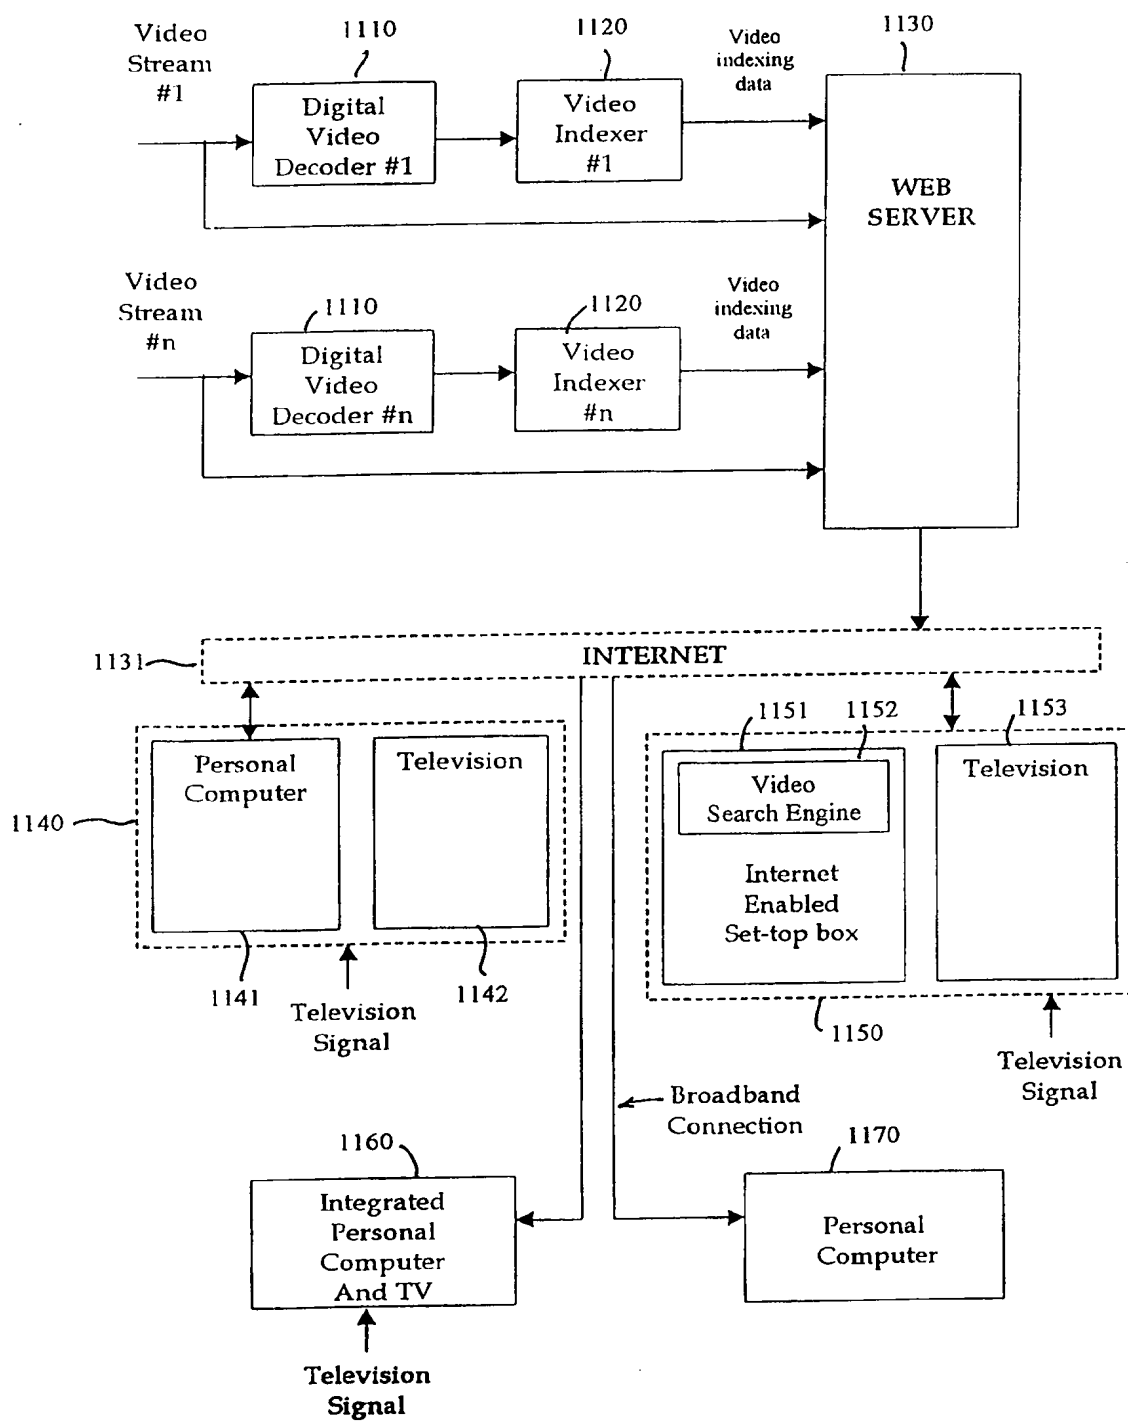 Video
Stream
#1
1110
1120
Video
indexing
data
1130
Digital
Video
Decoder #1
Video
Indexer
#1
WEB
SERVER
Video
Stream
#n
1110
1120
Video
indexing
data
Digital
Video
Decoder #n
Video
Indexer
#n
1131
INTERNET
1151
1152
1153
Personal
Computer
Television
Video
Search Engine
Television
1140
Internet
Enabled
Set-top box
1141
1142
Television
Signal
1150
Television
Signal
Broadband
Connection
1160
1170
Integrated
Personal
Computer
And TV
Personal
Computer
Television
Signal